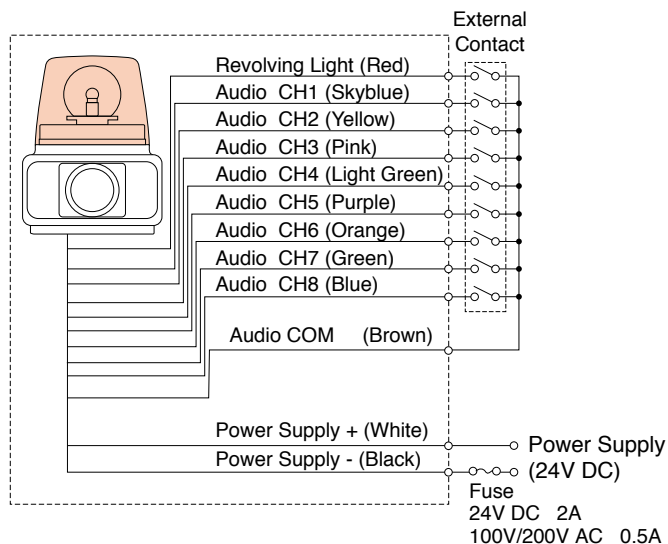 External
Contact
Revolving Light (Red)
Audio CH1 (Skyblue)
Audio CH2 (Yellow)
Audio CH3 (Pink)
Audio CH4 (Light Green)
Audio CH5 (Purple)
Audio CH6 (Orange)
Audio CH7 (Green)
Audio CH8 (Blue)
Audio COM (Brown)
Power Supply + (White)
Power Supply - (Black)
Power Supply
(24V DC)
Fuse
24V DC 2A
100V/200V AC 0.5A